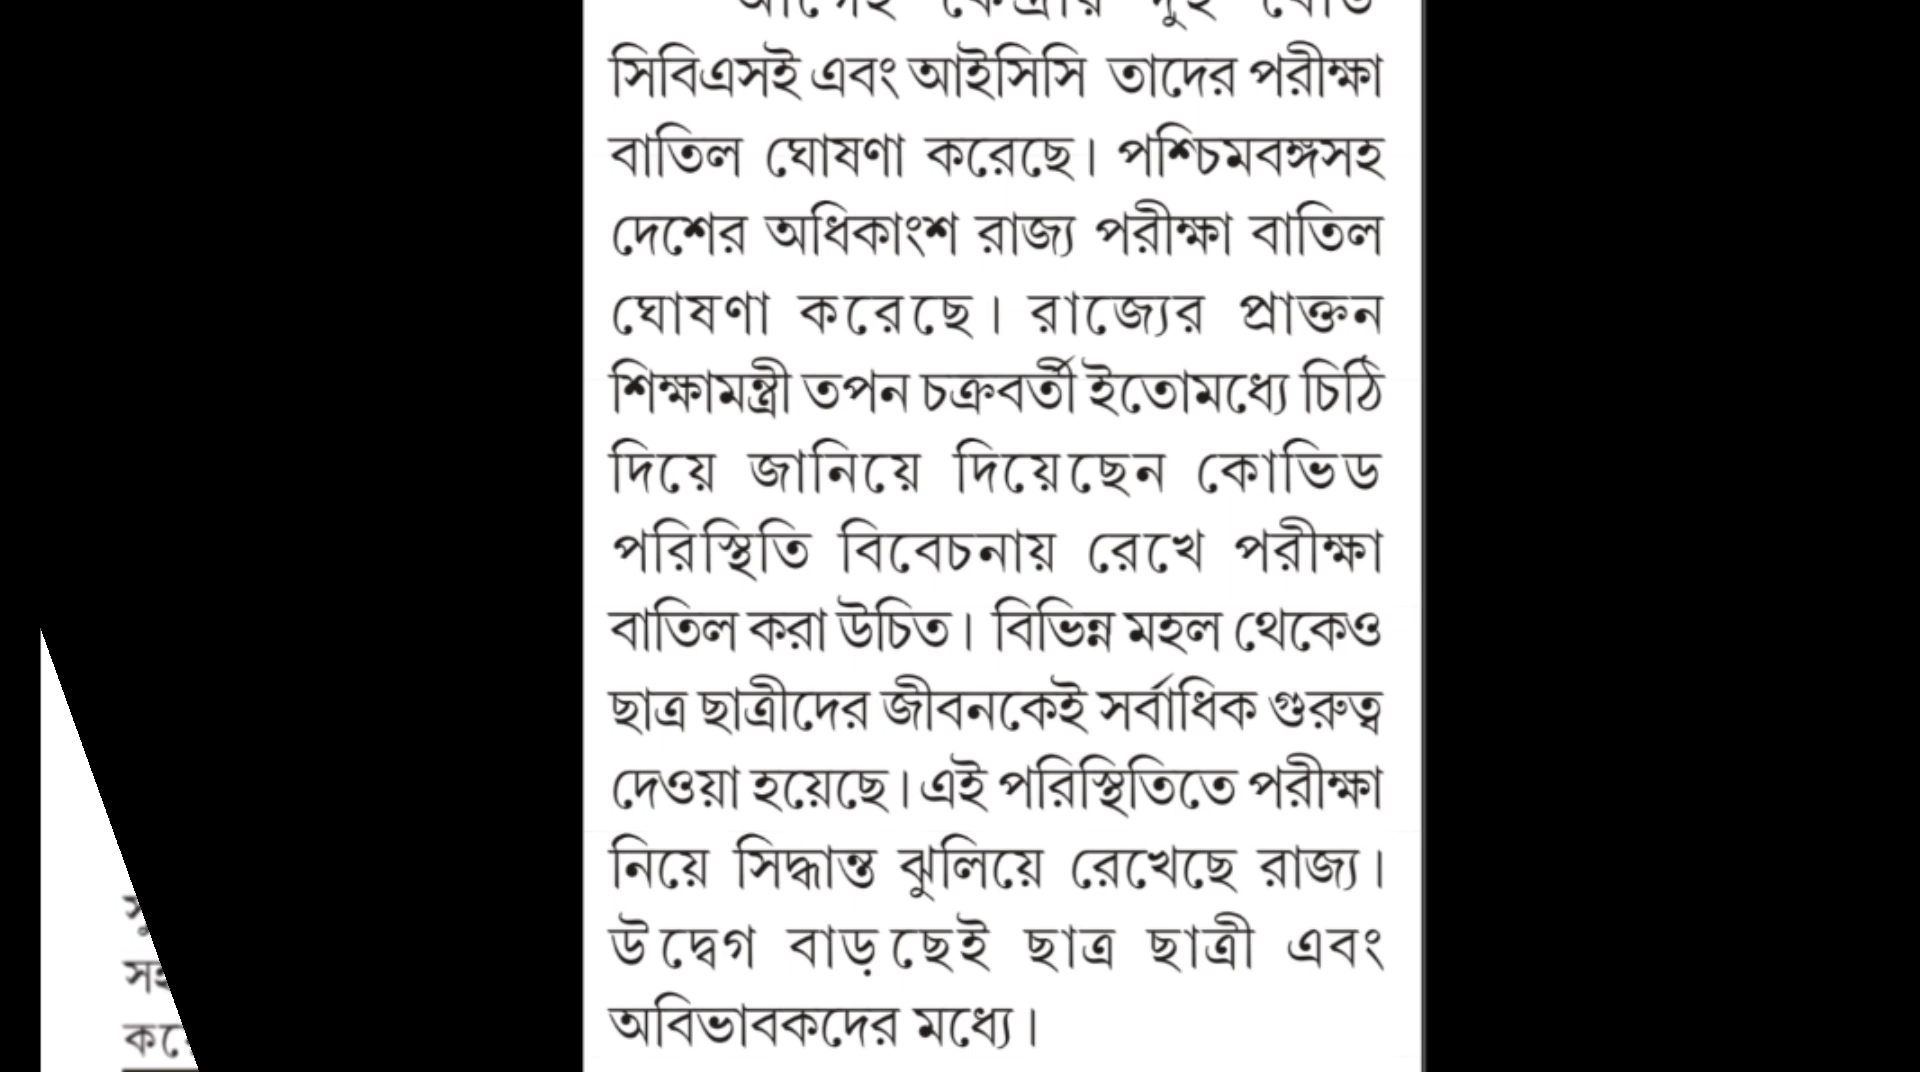 সিবিএসই এবং আইসিসি তাদের পরীক্ষা
বাতিল ঘোষণা করেছে। পশ্চিমবঙ্গসহ
দেশের অধিকাংশ রাজ্য পরীক্ষা বাতিল
ঘোষণা করেছে। রাজ্যের প্রাক্তন
শিক্ষামন্ত্রী তপন চক্রবর্তী ইতোমধ্যে চিঠি
দিয়ে জানিয়ে দিয়েছেন কোভিড
পরিস্থিতি বিবেচনায় রেখে পরীক্ষা
বাতিল করা উচিত। বিভিন্ন মহল থেকেও
ছাত্র ছাত্রীদের জীবনকেই সর্বাধিক গুরুত্ব
দেওয়া হয়েছে। এই পরিস্থিতিতে পরীক্ষা
নিয়ে সিদ্ধান্ত ঝুলিয়ে রেখেছে রাজ্য।
উদ্বেগ বাড়ছেই ছাত্র ছাত্রী এবং
অবিভাবকদের মধ্যে।